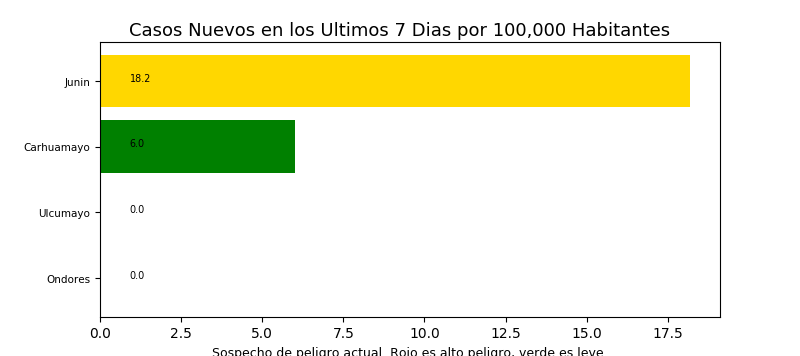 Casos Nuevos en los Ultimos 7 Dias por 100,000 Habitantes
Junin
18.2
Carhuamayo
6.0
Ulcumayo
0.0
Ondores
0.0
0.0 2.5 5.0 7.5 10.0 12.5 15.0 17.5
Sospecho de peligro actual. Rojo es alto peligro, verde es leve